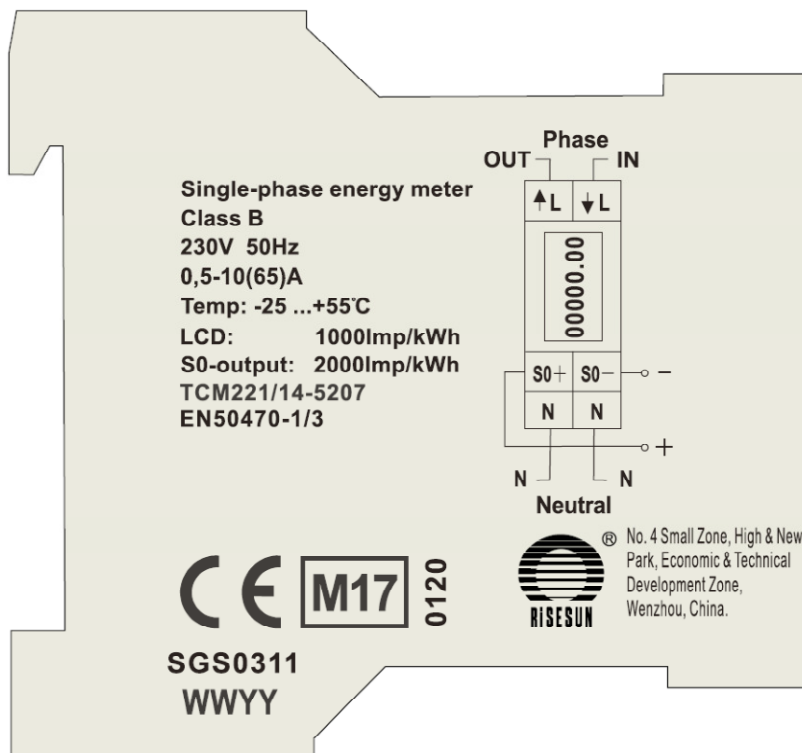 Single-phase energy meter
Class B
230V 50Hz
0,5-10(65)A
Temp: -25 ...+55℃
LCD: 1000Imp/kWh
S0-output: 2000Imp/kWh
TCM221/14-5207
EN50470-1/3
Phase
OUT IN
L L
00000.00
S0+ S0- -
N N
+
N N
Neutral
CE M17 0120
SGS0311
WWYY
RiSESUN ®
No. 4 Small Zone, High & New
Park, Economic & Technical
Development Zone,
Wenzhou, China.